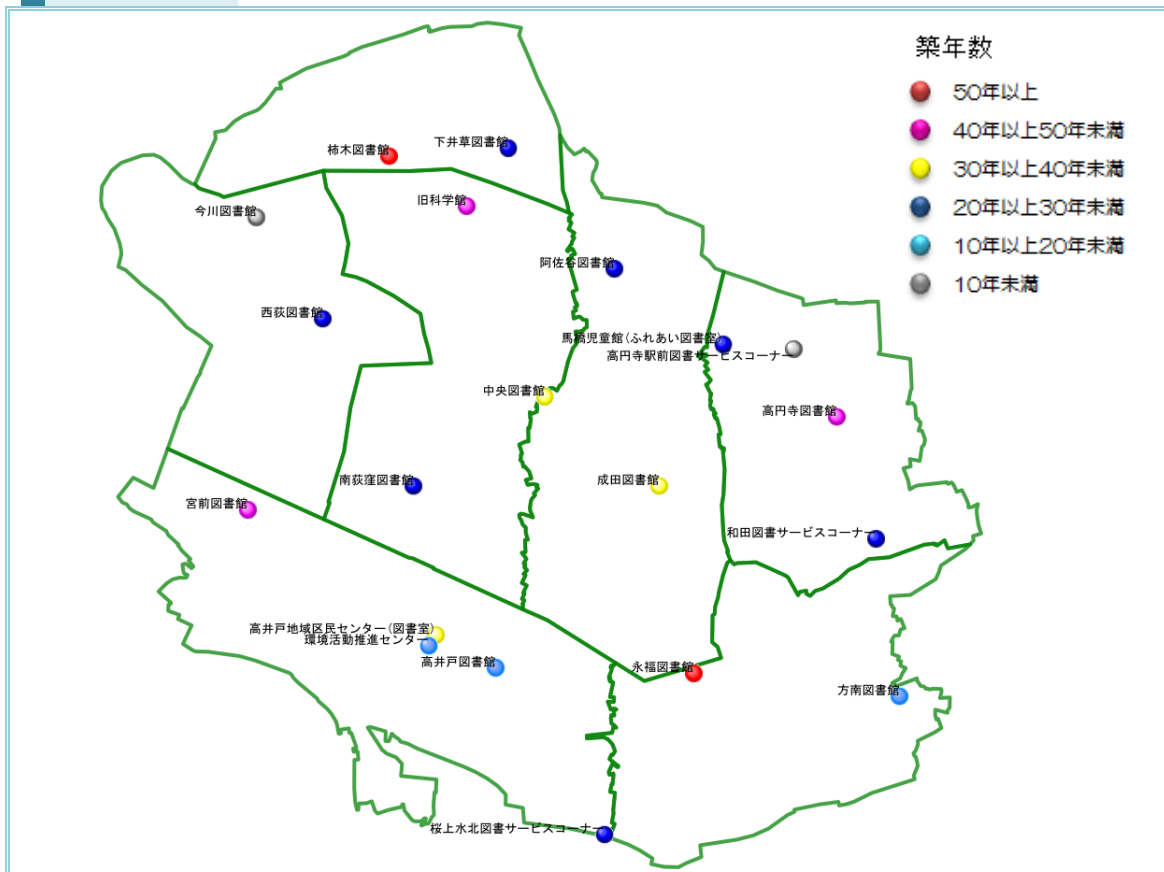 築年数
50年以上
40年以上50年未満
30年以上40年未満
20年以上30年未満
10年以上20年未満
10年未満
下井草図書館
柿木図書館
旧科学館
今川図書館
阿佐谷図書館
西荻図書館
馬橋児童館(ふれあい図書室)
高円寺駅前図書サービスコーナー
中央図書館
高円寺図書館
南荻窪図書館
成田図書館
宮前図書館
和田図書サービスコーナー
高井戸地域区民センター(図書室)
環境活動推進センター
高井戸図書館
永福図書館
方南図書館
桜上水北図書サービスコーナー